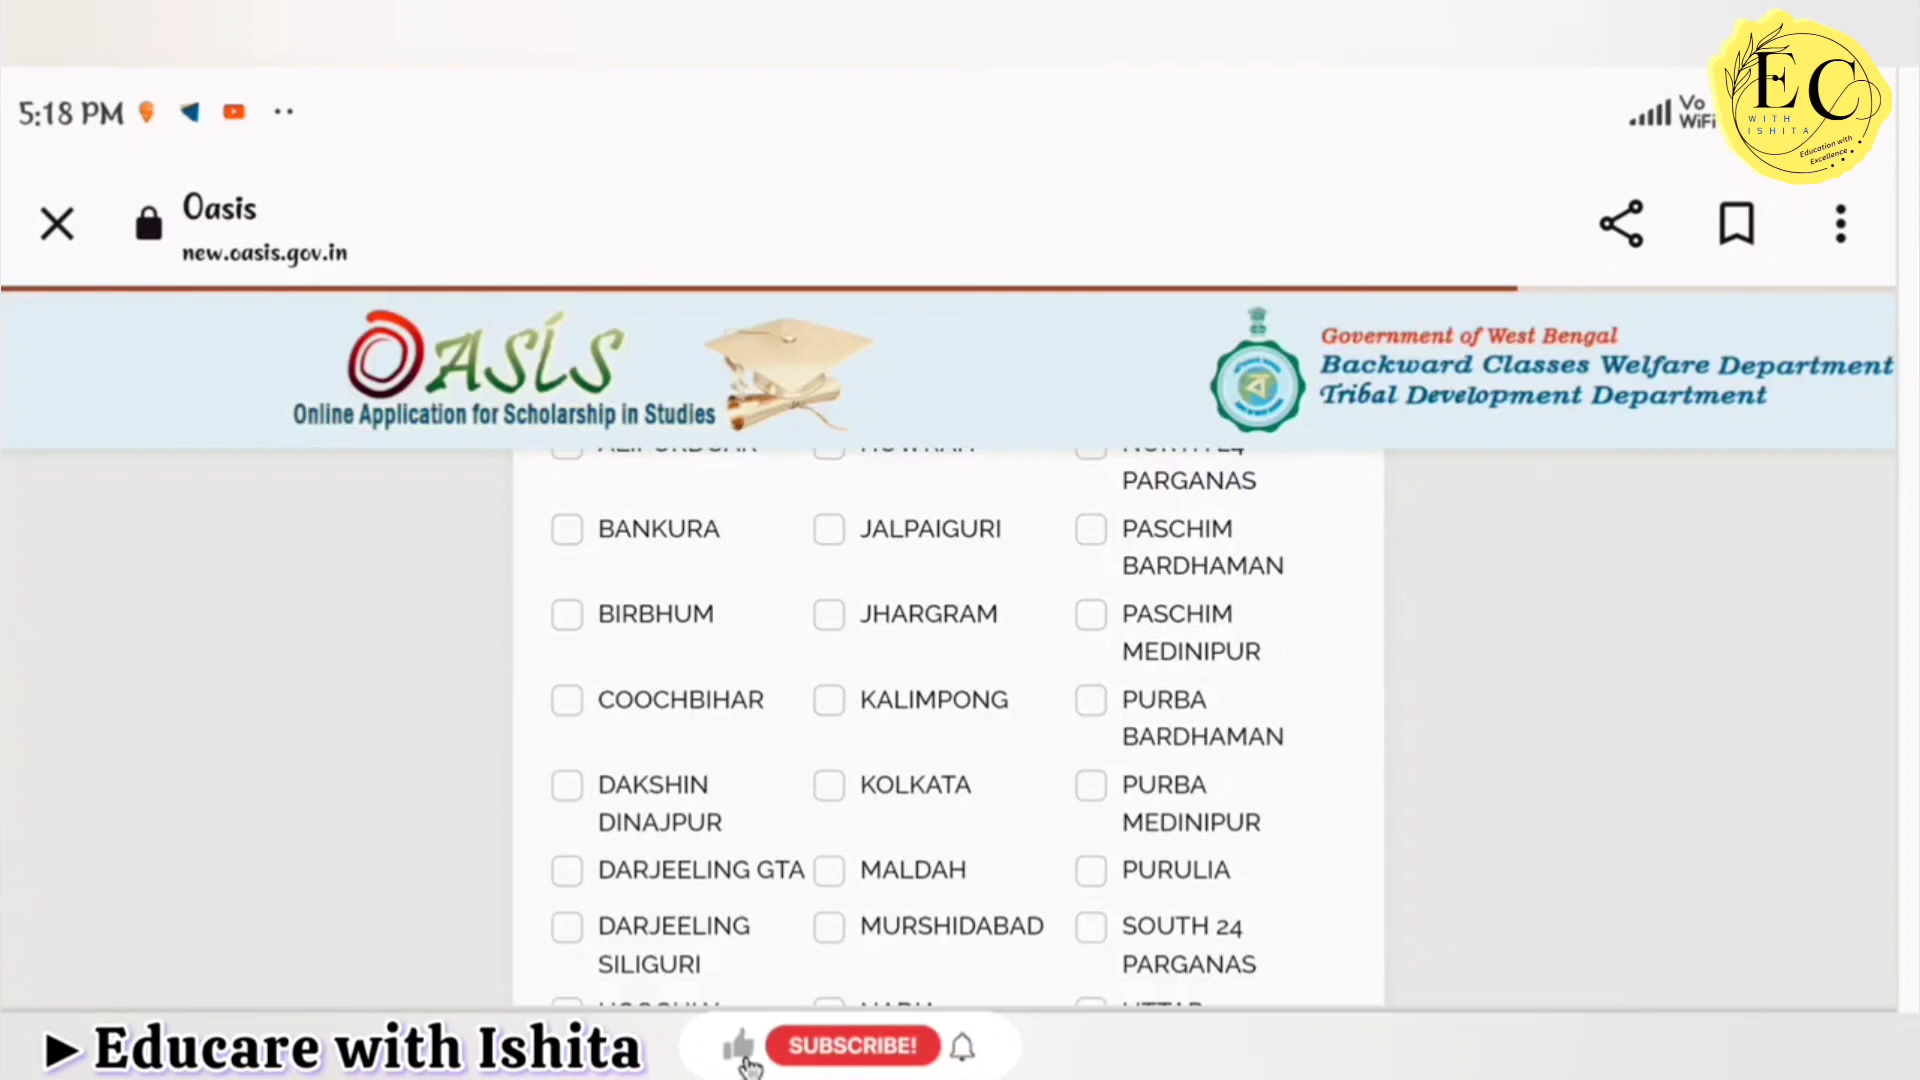 5:18 PM
Vo
WiFi
EC
WITH
ISHITA
Education with
Excellence
Oasis
new.oasis.gov.in
OASIS
Online Application for Scholarship in Studies
Government of West Bengal
Backward Classes Welfare Department
Tribal Development Department
PARGANAS
BANKURA
JALPAIGURI
PASCHIM
BARDHAMAN
BIRBHUM
JHARGRAM
PASCHIM
MEDINIPUR
COOCHBIHAR
KALIMPONG
PURBA
BARDHAMAN
DAKSHIN
DINAJPUR
KOLKATA
PURBA
MEDINIPUR
DARJEELING GTA
MALDAH
PURULIA
DARJEELING
SILIGURI
MURSHIDABAD
SOUTH 24
PARGANAS
Educare with Ishita
SUBSCRIBE!